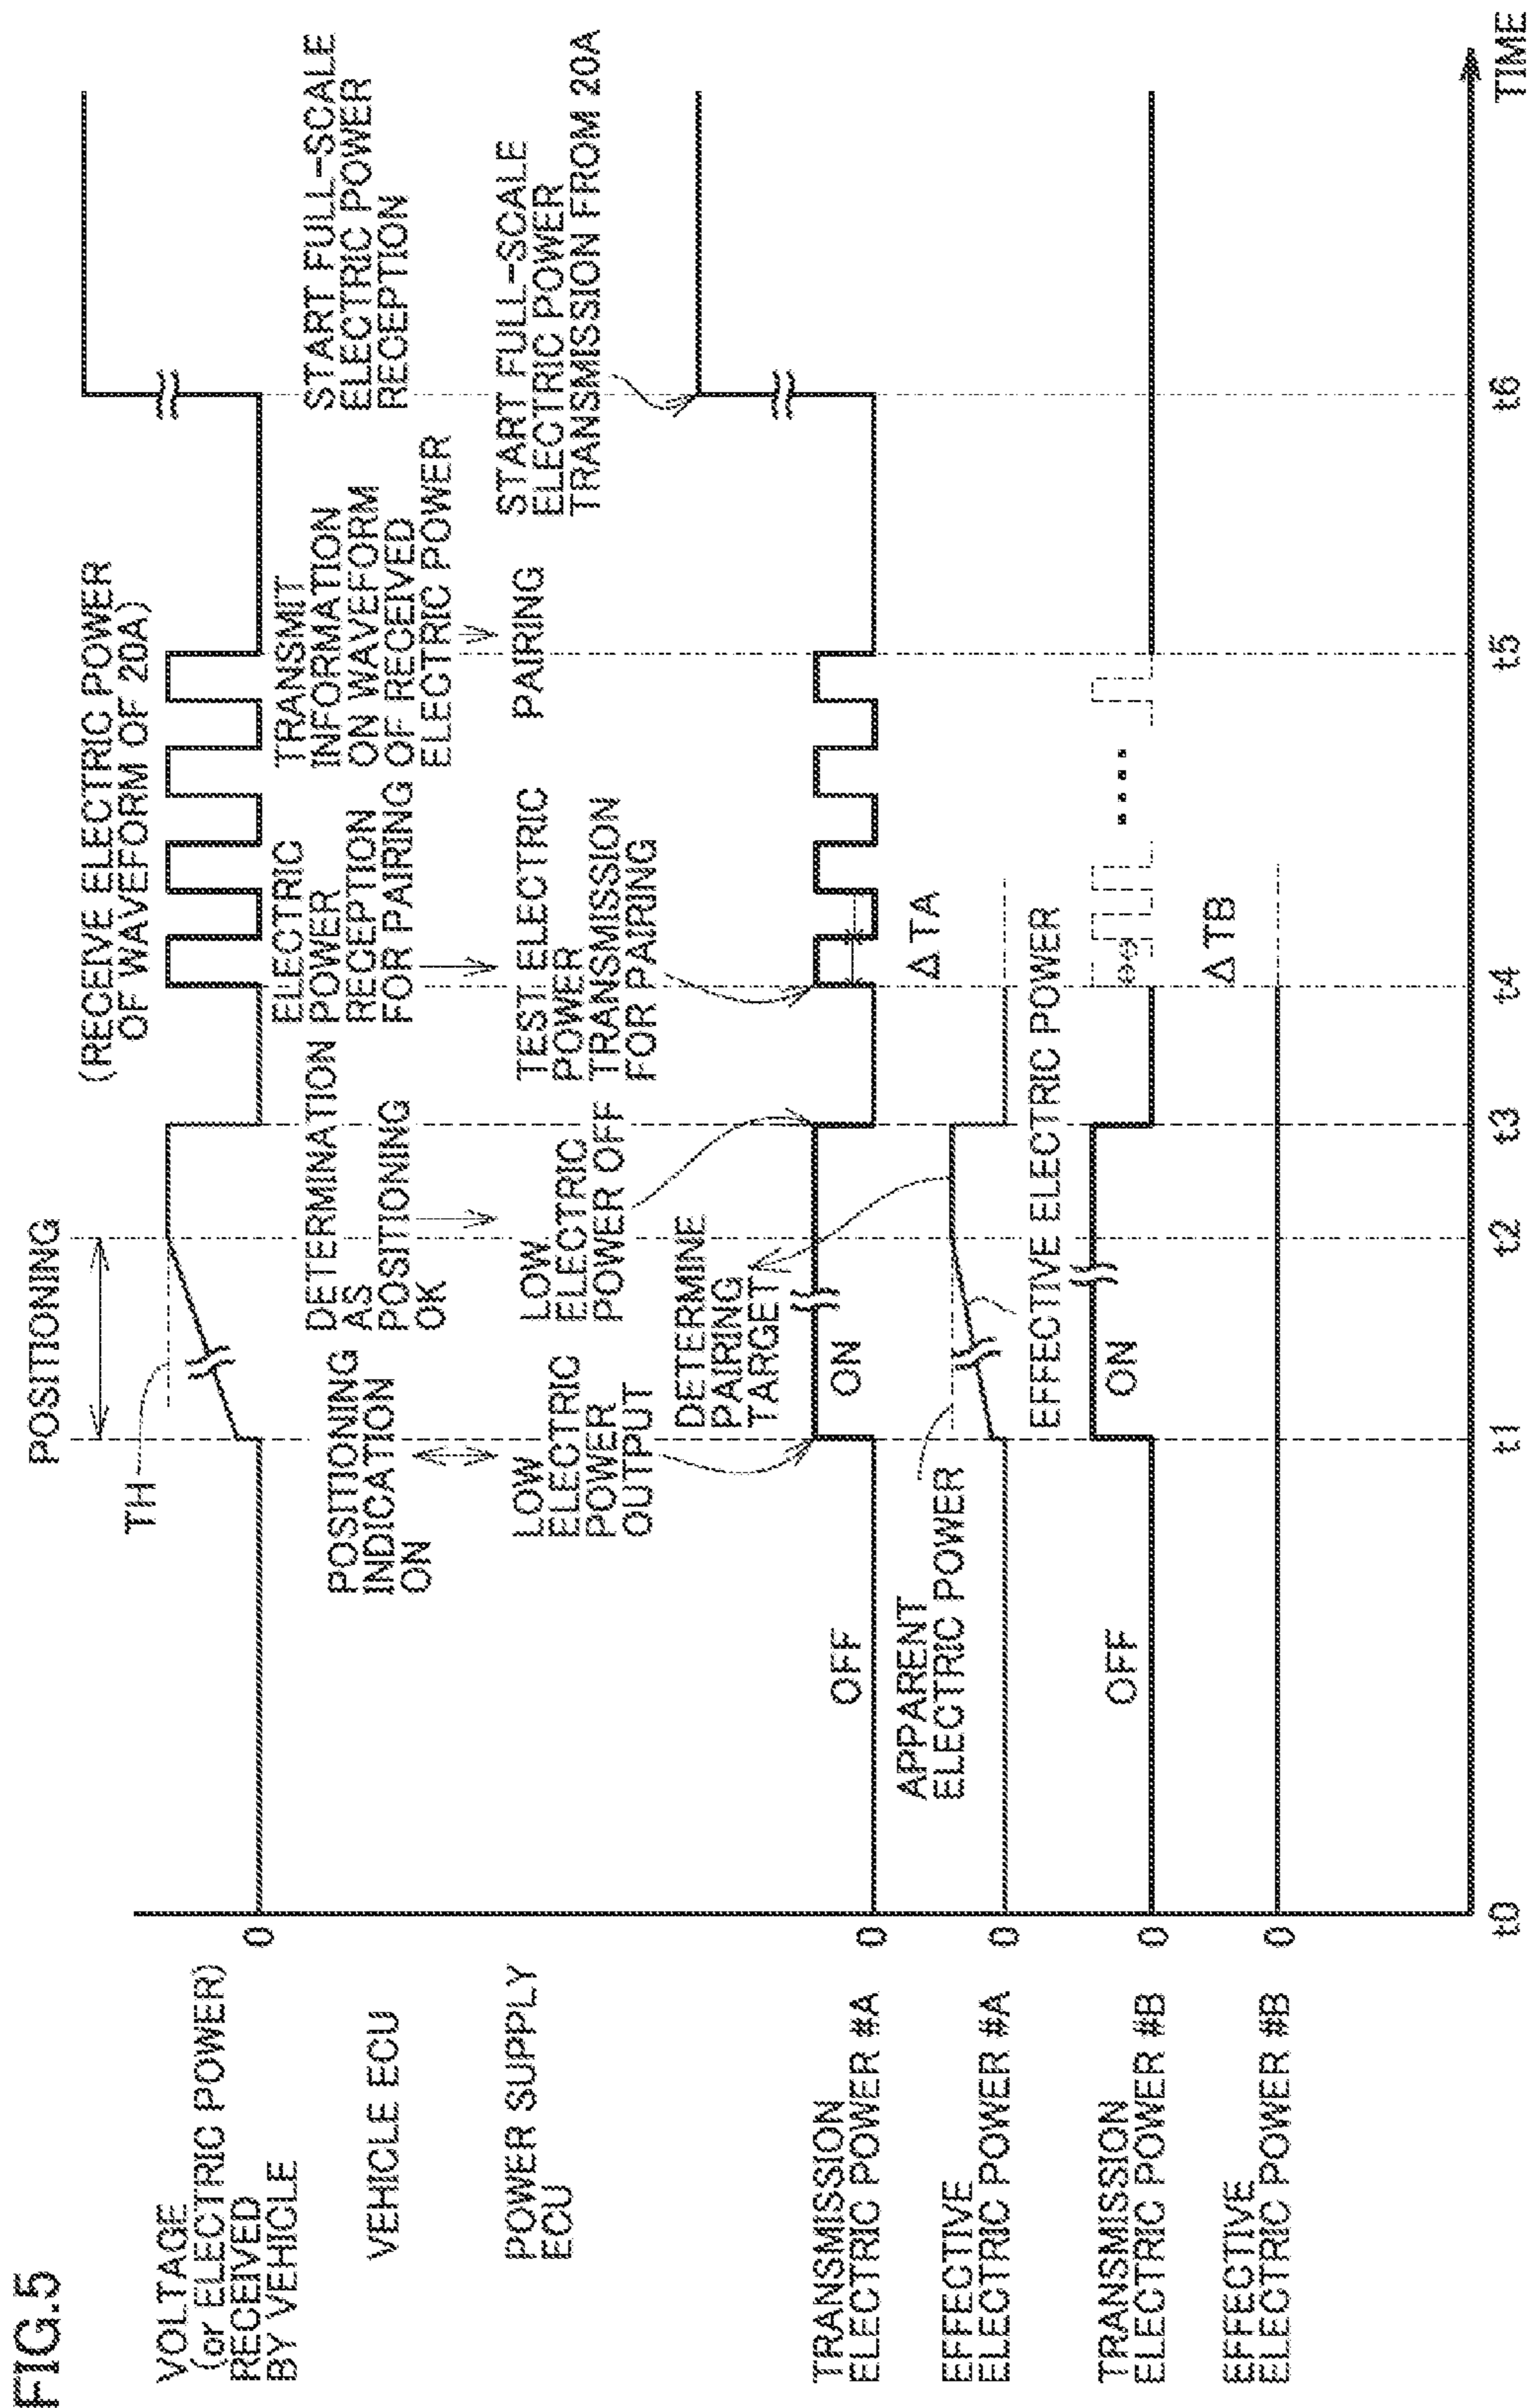 FIG.5
POSITIONING
(RECEIVE ELECTRIC POWER
OF WAVEFORM OF 20A)
TH
VOLTAGE
(or ELECTRIC POWER)
RECEIVED
BY VEHICLE
0
VEHICLE ECU
POSITIONING
INDICATION
ON
DETERMINATION
AS
POSITIONING
OK
ELECTRIC
POWER
RECEPTION
FOR PAIRING
TRANSMIT
INFORMATION
ON WAVEFORM
OF RECEIVED
ELECTRIC POWER
START FULL-SCALE
ELECTRIC POWER
RECEPTION
POWER SUPPLY
ECU
LOW
ELECTRIC
POWER
OUTPUT
LOW
ELECTRIC
POWER OFF
TEST ELECTRIC
POWER
TRANSMISSION
FOR PAIRING
PAIRING
START FULL-SCALE
ELECTRIC POWER
TRANSMISSION FROM 20A
DETERMINE
PAIRING
TARGET
TRANSMISSION
ELECTRIC POWER #A
0
OFF
ON
ΔTA
EFFECTIVE
ELECTRIC POWER #A
0
APPARENT
ELECTRIC POWER
EFFECTIVE ELECTRIC POWER
TRANSMISSION
ELECTRIC POWER #B
0
OFF
ON
ΔTB
EFFECTIVE
ELECTRIC POWER #B
0
t0
t1
t2
t3
t4
t5
t6
TIME